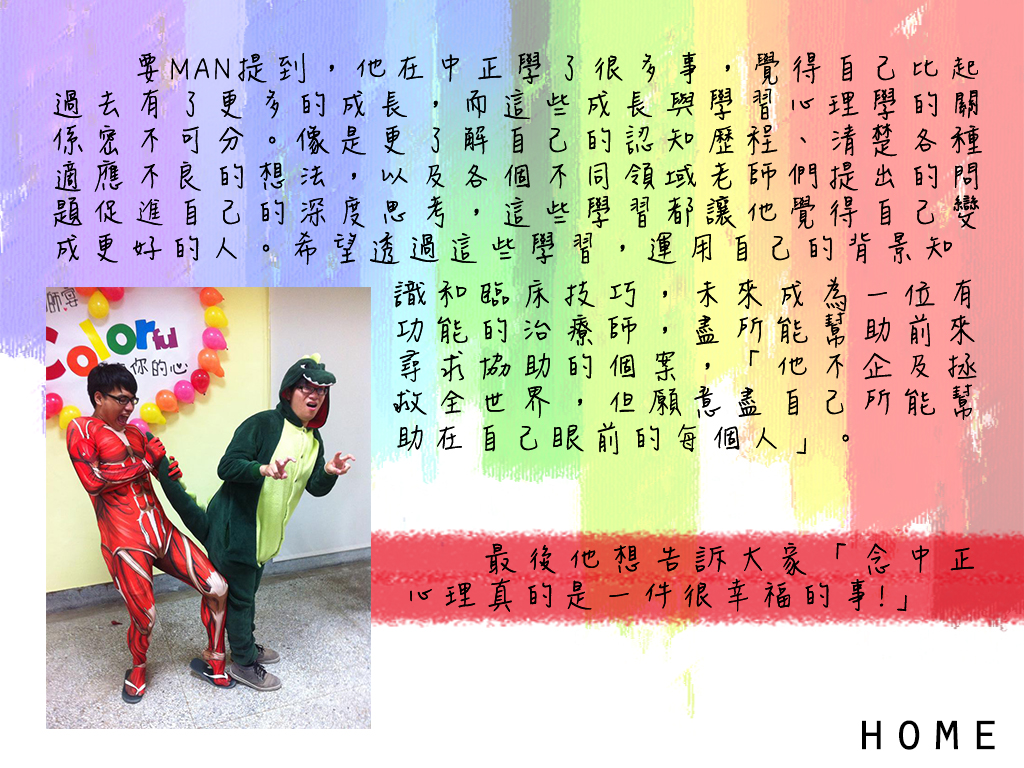 要MAN提到，他在中正學了很多事，覺得自己比起
過去有了更多的成長，而這些成長與學習心理學的關
係密不可分。像是更了解自己的認知歷程、清楚各種
適應不良的想法，以及各個不同領域老師們提出的問
題促進自己的深度思考，這些學習都讓他覺得自己變
成更好的人。希望透過這些學習，運用自己的背景知
識和臨床技巧，未來成為一位有
功能的治療師，盡所能幫助前來
尋求協助的個案，「他不企及拯
救全世界，但願意盡自己所能幫
助在自己眼前的每個人」。
師宴
Colorful
你的心
最後他想告訴大家「念中正
心理真的是一件很幸福的事!」
HOME